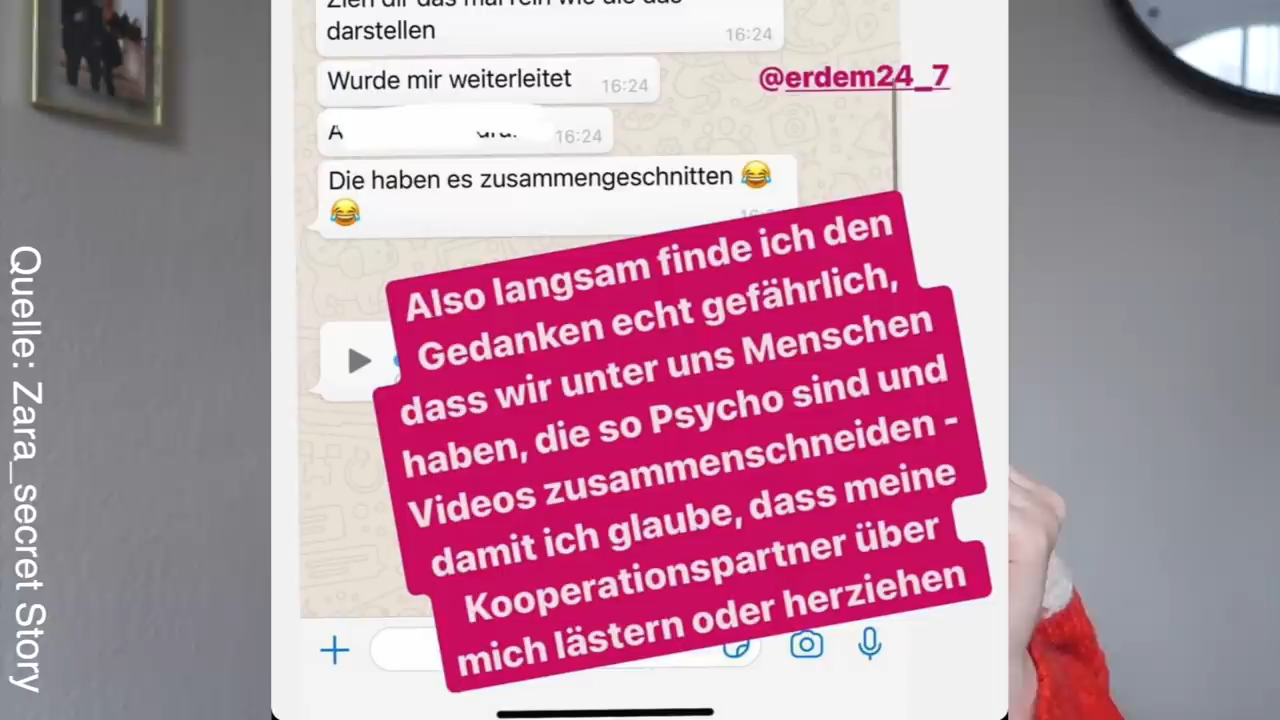 darstellen
16:24
Wurde mir weiterleitet 16:24
@erdem24_7
A
16:24
Die haben es zusammengeschnitten 😂
😂
Also langsam finde ich den
Gedanken echt gefährlich,
dass wir unter uns Menschen
haben, die so Psycho sind und
Videos zusammenschneiden -
damit ich glaube, dass meine
Kooperationspartner über
mich lästern oder herziehen
Quelle: Zara_secret Story